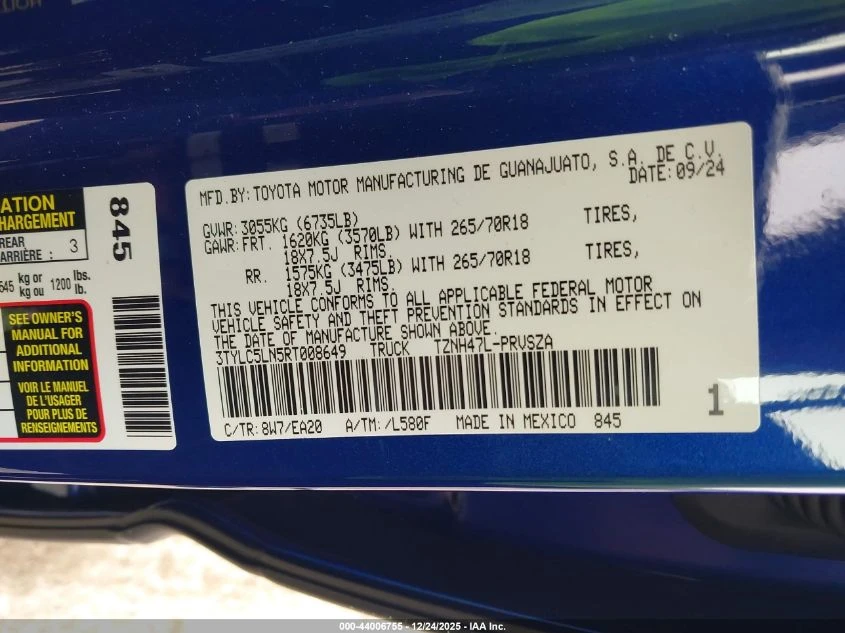 ATION
CHARGEMENT
REAR
ARRIÈRE : 3
545 kg or 1200 lbs.
kg ou lb.
SEE OWNER'S
MANUAL FOR
ADDITIONAL
INFORMATION
VOIR LE MANUEL
DE L'USAGER
POUR PLUS DE
RENSEIGNEMENTS
845
MFD.BY:TOYOTA MOTOR MANUFACTURING DE GUANAJUATO, S.A. DE C.V.
DATE:09/24
GVWR:3055KG (6735LB)
GAWR:FRT. 1620KG (3570LB) WITH 265/70R18 TIRES,
18X7.5J RIMS.
RR. 1575KG (3475LB) WITH 265/70R18 TIRES,
18X7.5J RIMS.
THIS VEHICLE CONFORMS TO ALL APPLICABLE FEDERAL MOTOR
VEHICLE SAFETY AND THEFT PREVENTION STANDARDS IN EFFECT ON
THE DATE OF MANUFACTURE SHOWN ABOVE.
3TYLC5LN5RT008649 TRUCK TZNH47L-PRVSZA
C/TR:8W7/EA20 A/TM:/L580F MADE IN MEXICO 845
1
000-44006755 - 12/24/2025 - IAA Inc.